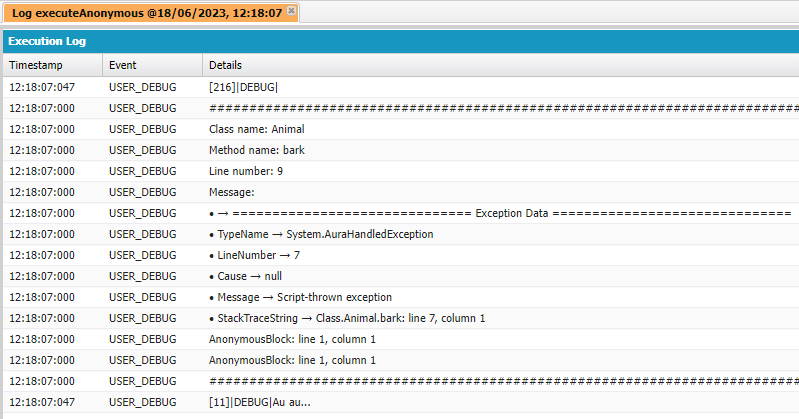 Log executeAnonymous @18/06/2023, 12:18:07
Execution Log
Timestamp Event Details
12:18:07:047 USER_DEBUG [216]|DEBUG|
12:18:07:000 USER_DEBUG ##########################################################################
12:18:07:000 USER_DEBUG Class name: Animal
12:18:07:000 USER_DEBUG Method name: bark
12:18:07:000 USER_DEBUG Line number: 9
12:18:07:000 USER_DEBUG Message:
12:18:07:000 USER_DEBUG • → ============================== Exception Data ==============================
12:18:07:000 USER_DEBUG • TypeName → System.AuraHandledException
12:18:07:000 USER_DEBUG • LineNumber → 7
12:18:07:000 USER_DEBUG • Cause → null
12:18:07:000 USER_DEBUG • Message → Script-thrown exception
12:18:07:000 USER_DEBUG • StackTraceString → Class.Animal.bark: line 7, column 1
12:18:07:000 USER_DEBUG AnonymousBlock: line 1, column 1
12:18:07:000 USER_DEBUG AnonymousBlock: line 1, column 1
12:18:07:000 USER_DEBUG ##########################################################################
12:18:07:047 USER_DEBUG [11]|DEBUG|Au au...